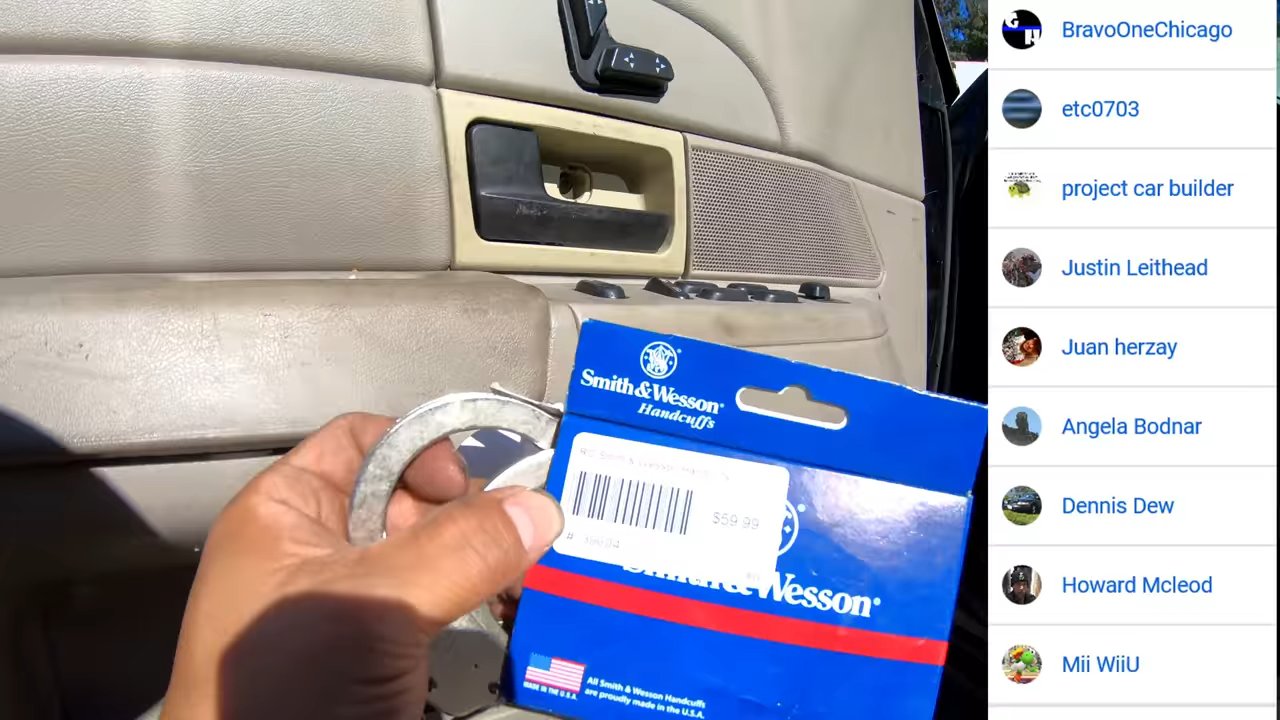 Smith & Wesson®
Handcuffs
$59.99
#
Smith & Wesson®
MADE IN THE U.S.A.
All Smith & Wesson Handcuffs
are proudly made in the U.S.A.
BravoOneChicago
etc0703
project car builder
Justin Leithead
Juan herzay
Angela Bodnar
Dennis Dew
Howard Mcleod
Mii WiiU